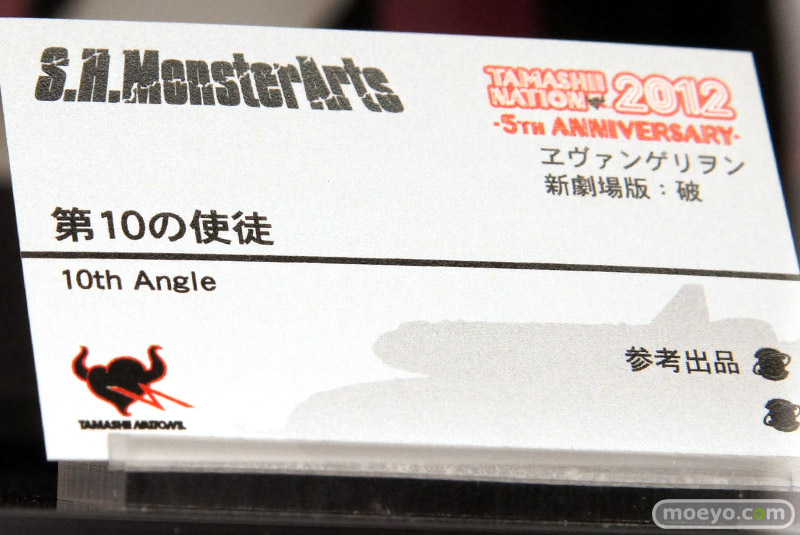 S.H.MonsterArts
TAMASHII
NATION 2012
-5TH ANNIVERSARY-
ヱヴァンゲリヲン
新劇場版：破
第10の使徒
10th Angle
参考出品
TAMASHII NATIONS.
moeyo.com